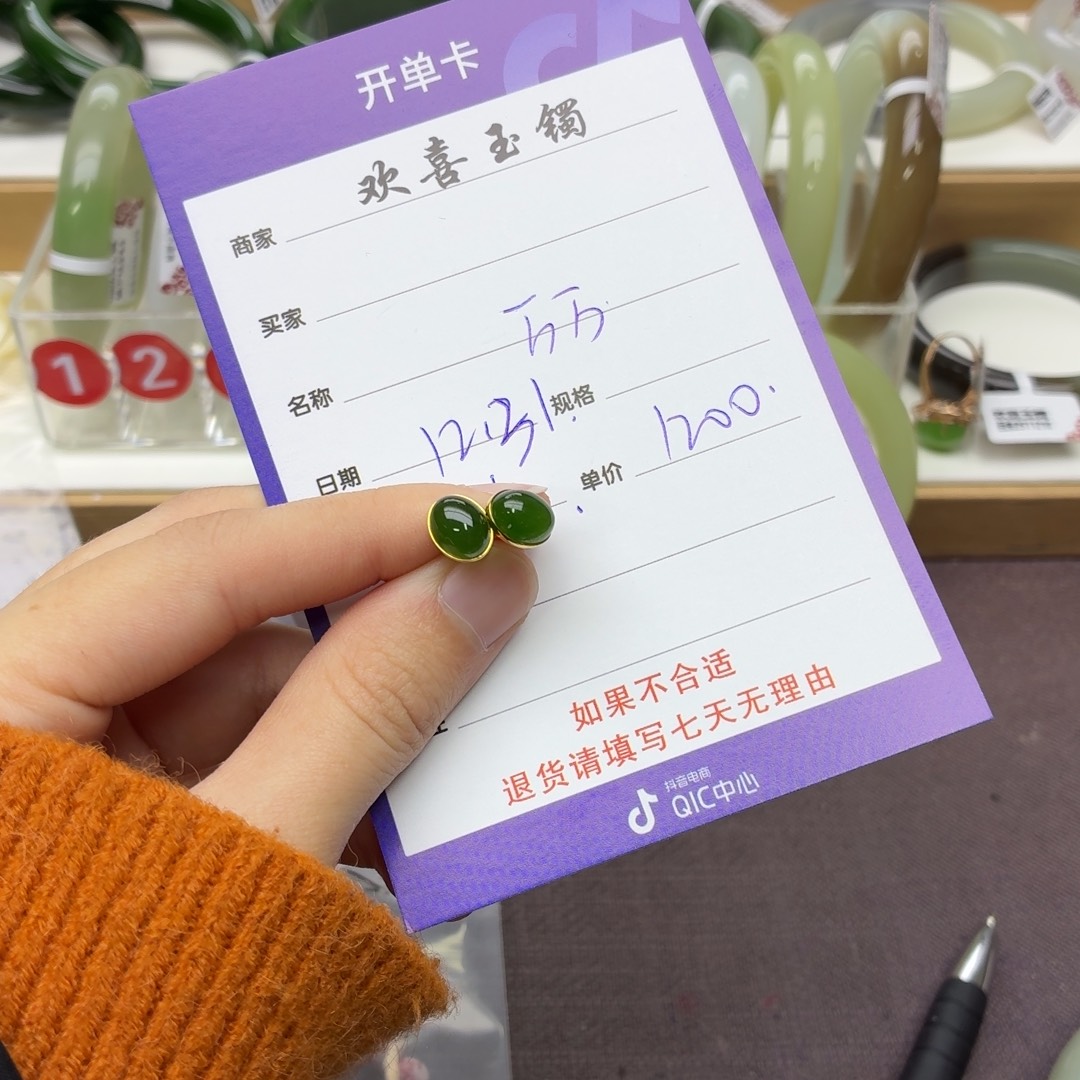 开单卡
欢喜玉镯
商家
买家
名称
丽
日期 12.31. 规格
单价 1200.
如果不合适
退货请填写七天无理由
抖音电商
QIC中心
1 2